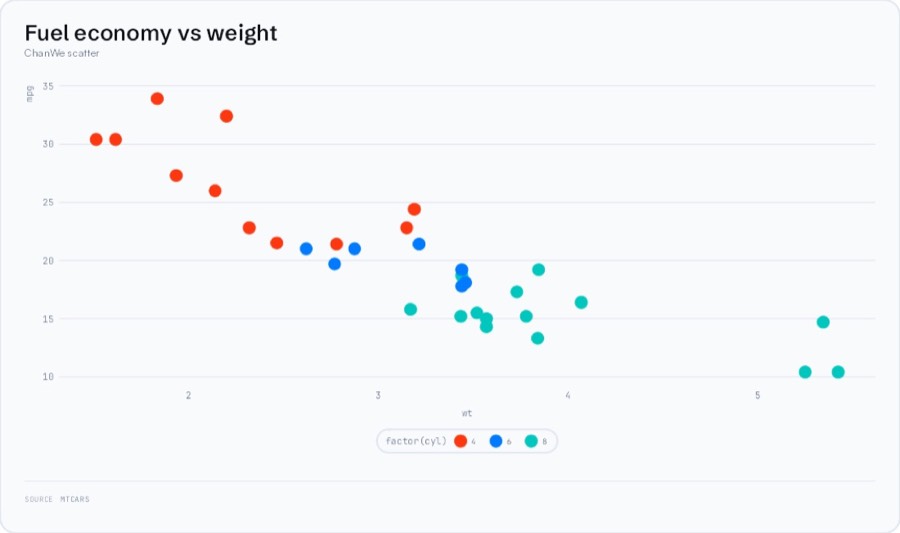 Fuel economy vs weight
ChanWe scatter
mpg
35
30
25
20
15
10
2 3 4 5
wt
factor(cyl) 4 6 8
SOURCE MTCARS